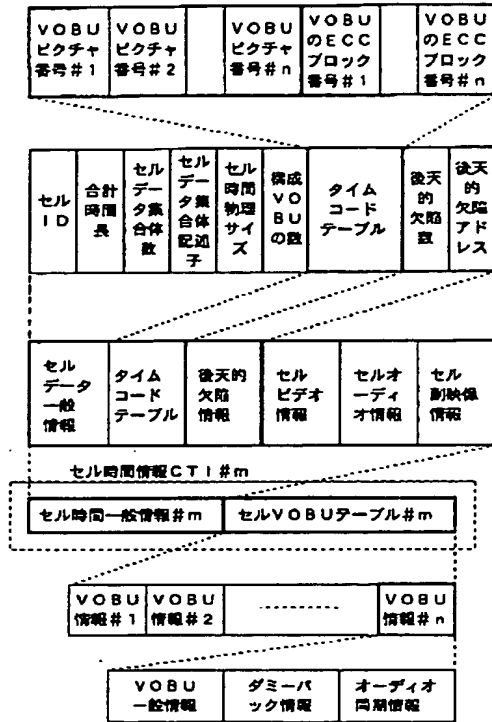 VOBU
ピクチャ
番号#1
VOBU
ピクチャ
番号#2
VOBU
ピクチャ
番号#n
VOBU
のECC
ブロック
番号#1
VOBU
のECC
ブロック
番号#n
セル
ID
合計
時間
長
セル
デー
タ集
合体
数
セル
デー
タ集
合体
記述
子
セル
時間
物理
サイ
ズ
構成
VO
BU
の数
タイム
コード
テーブル
後天
的欠
陥数
後天
的
欠陥
アド
レス
セル
データ
一般
情報
タイム
コード
テーブル
後天的
欠陥
情報
セル
ビデオ
情報
セルオ
ーディ
オ情報
セル
副映像
情報
セル時間情報CTI#m
セル時間一般情報#m
セルVOBUテーブル#m
VOBU
情報#1
VOBU
情報#2
VOBU
情報#n
VOBU
一般情報
ダミーパ
ック情報
オーディオ
同期情報